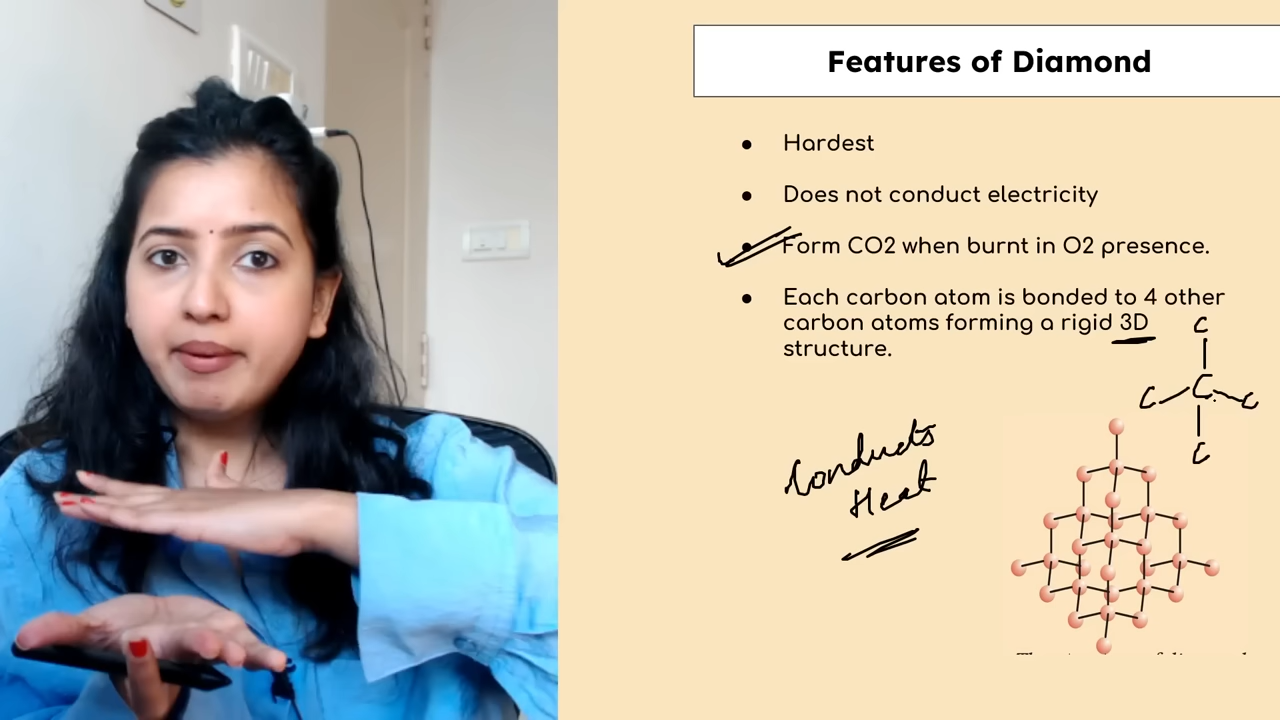 Features of Diamond
● Hardest
● Does not conduct electricity
● Form CO2 when burnt in O2 presence.
● Each carbon atom is bonded to 4 other
carbon atoms forming a rigid 3D
structure.
C
C C C
C
Conducts
Heat